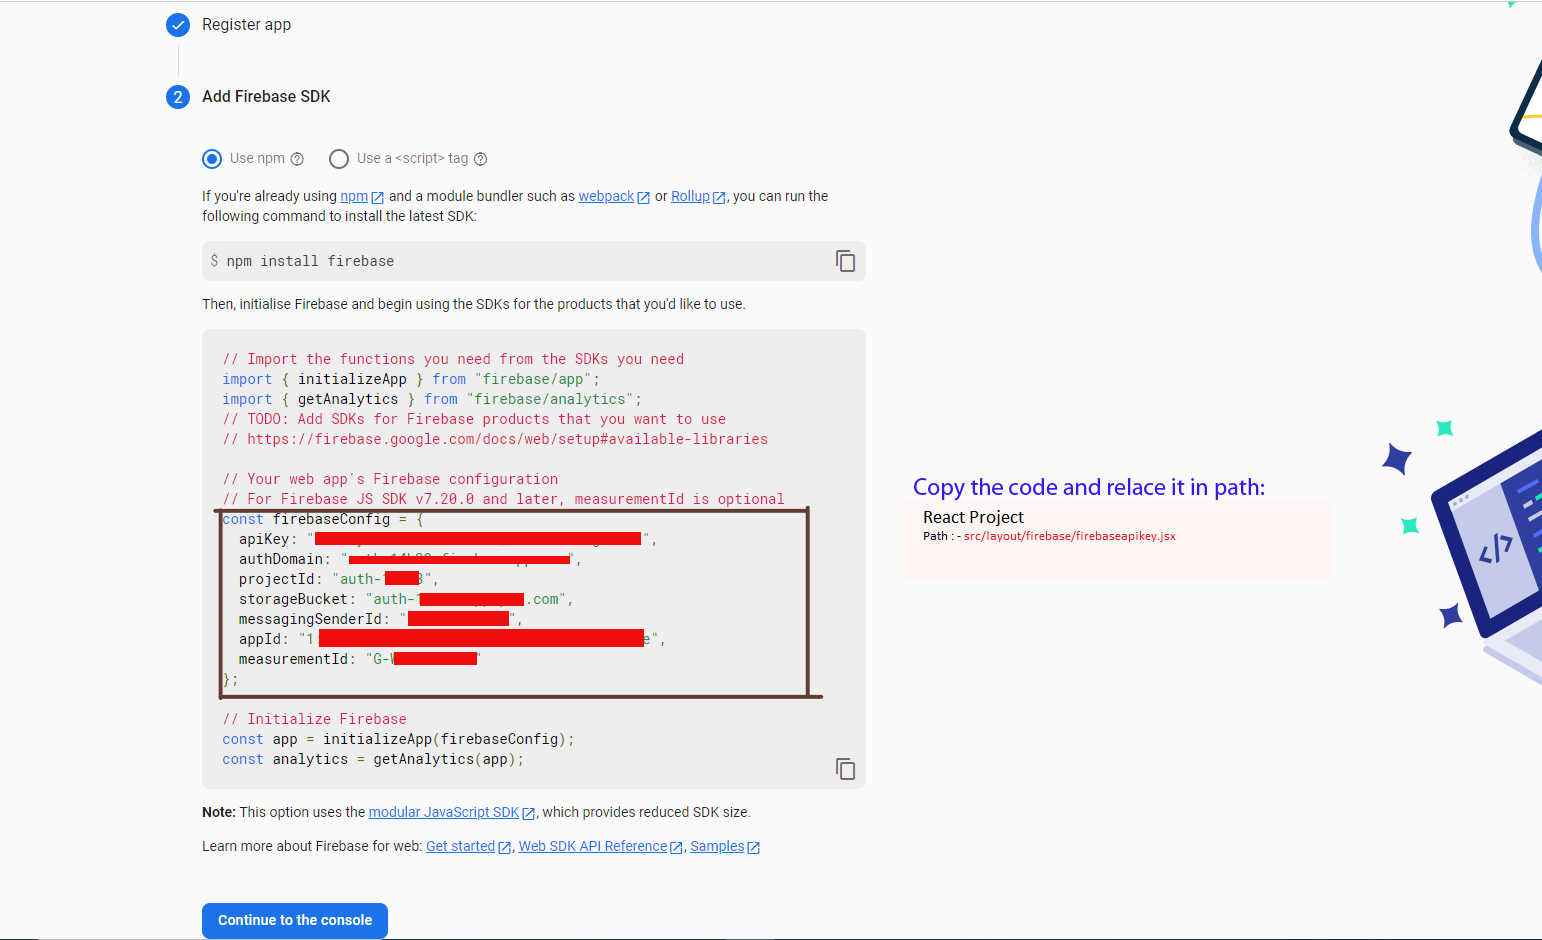 Register app
2 Add Firebase SDK
Use npm ? Use a <script> tag ?
If you're already using npm and a module bundler such as webpack or Rollup, you can run the
following command to install the latest SDK:
$ npm install firebase
Then, initialise Firebase and begin using the SDKs for the products that you'd like to use.
// Import the functions you need from the SDKs you need
import { initializeApp } from "firebase/app";
import { getAnalytics } from "firebase/analytics";
// TODO: Add SDKs for Firebase products that you want to use
// https://firebase.google.com/docs/web/setup#available-libraries
// Your web app's Firebase configuration
// For Firebase JS SDK v7.20.0 and later, measurementId is optional
const firebaseConfig = {
apiKey: "",
authDomain: "",
projectId: "auth-",
storageBucket: "auth-.com",
messagingSenderId: "",
appId: "1:e",
measurementId: "G-"
};
// Initialize Firebase
const app = initializeApp(firebaseConfig);
const analytics = getAnalytics(app);
Note: This option uses the modular JavaScript SDK, which provides reduced SDK size.
Learn more about Firebase for web: Get started, Web SDK API Reference, Samples
Continue to the console
Copy the code and relace it in path:
React Project
Path : - src/layout/firebase/firebaseapikey.jsx